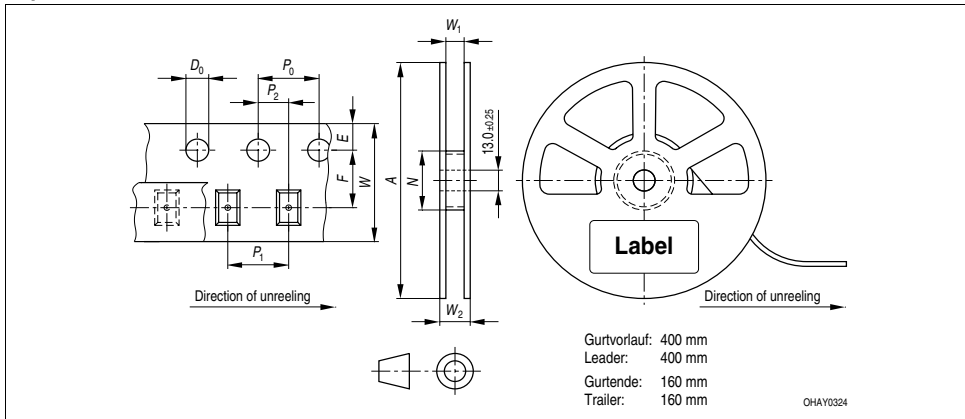 W1
D0
P0
P2
E
F
W
A
N
13.0 ±0.25
Label
P1
Direction of unreeling
W2
Direction of unreeling
Gurtvorlauf: 400 mm
Leader: 400 mm
Gurtende: 160 mm
Trailer: 160 mm
OHAY0324